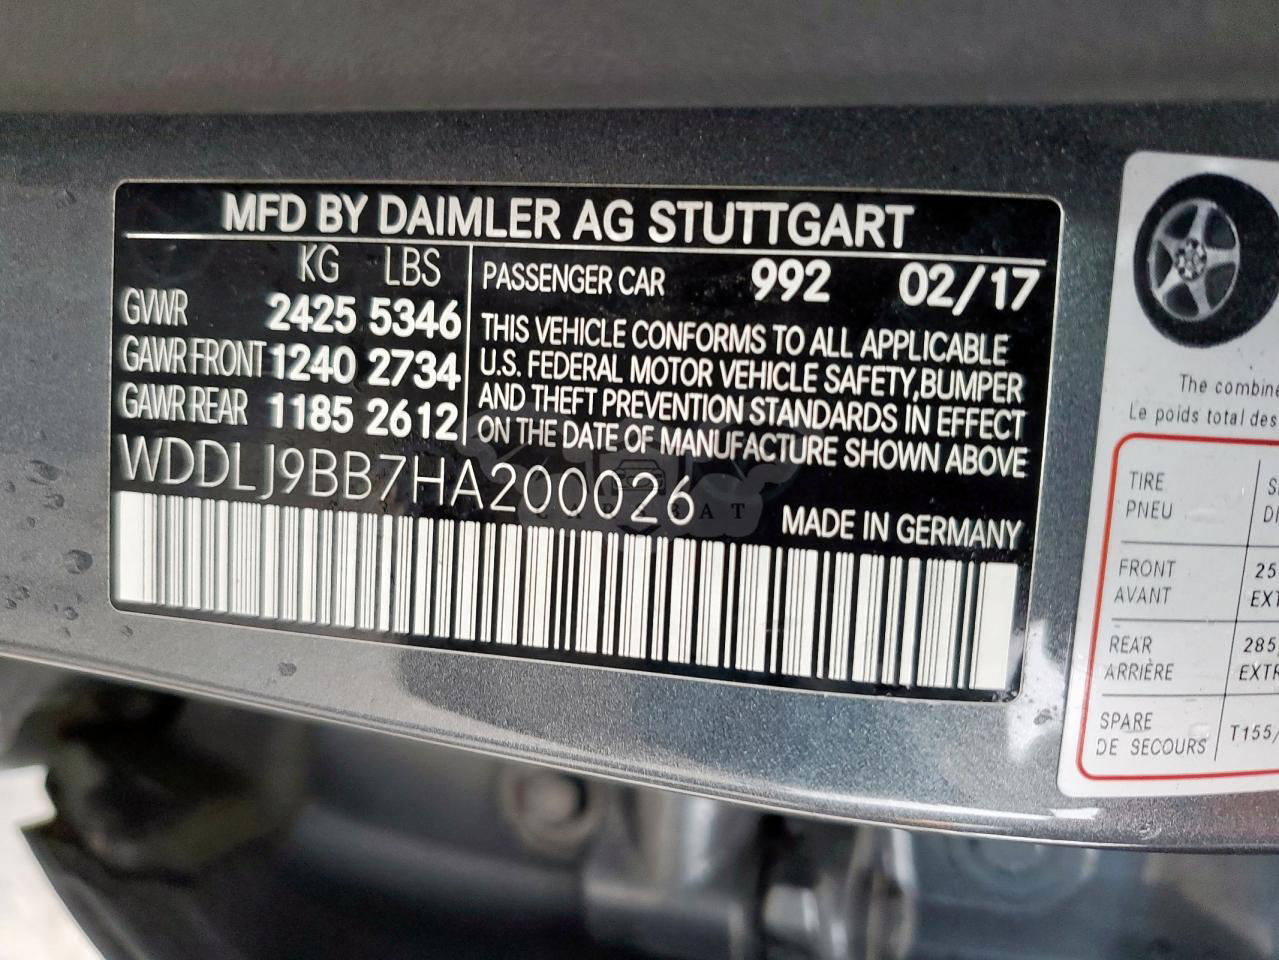 MFD BY DAIMLER AG STUTTGART
KG LBS
GVWR 2425 5346
GAWR FRONT 1240 2734
GAWR REAR 1185 2612
PASSENGER CAR 992 02/17
THIS VEHICLE CONFORMS TO ALL APPLICABLE
U.S. FEDERAL MOTOR VEHICLE SAFETY,BUMPER
AND THEFT PREVENTION STANDARDS IN EFFECT
ON THE DATE OF MANUFACTURE SHOWN ABOVE
WDDLJ9BB7HA200026
MADE IN GERMANY
The combine
Le poids total des
TIRE
PNEU
FRONT
AVANT
REAR 285
ARRIÈRE EXTR
SPARE
DE SECOURS T155/